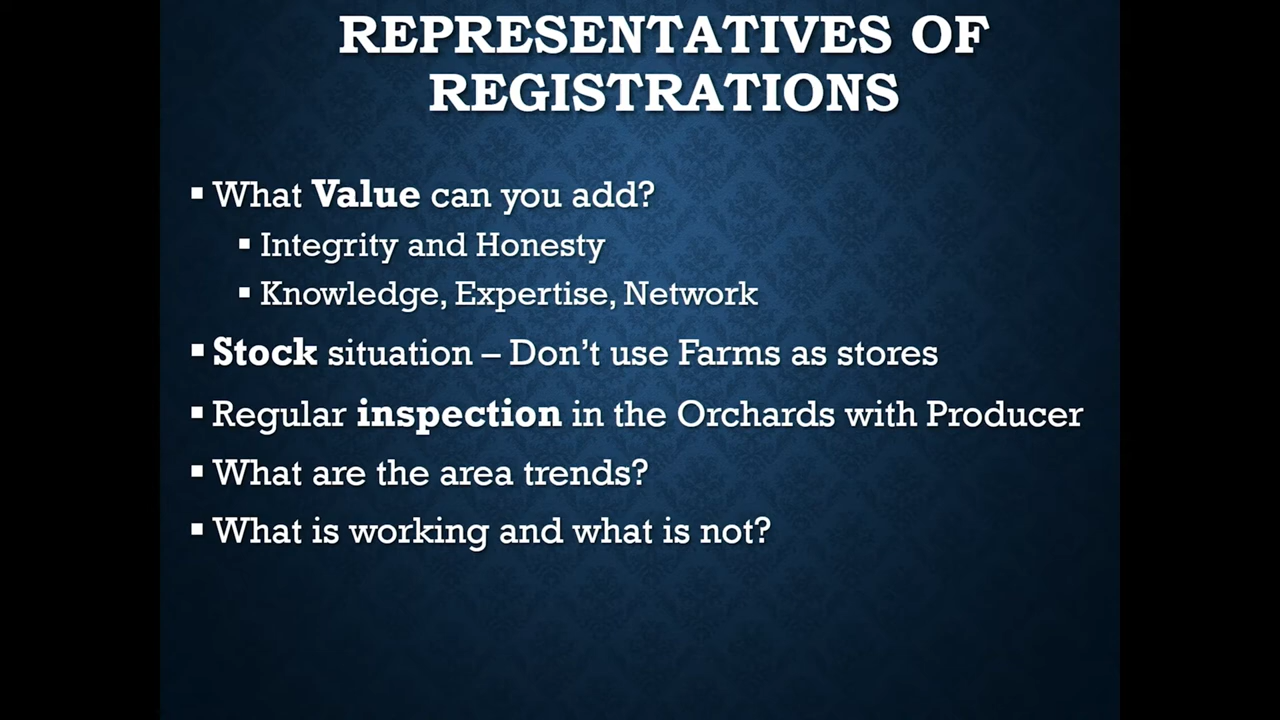 REPRESENTATIVES OF
REGISTRATIONS
▪ What Value can you add?
▪ Integrity and Honesty
▪ Knowledge, Expertise, Network
▪ Stock situation – Don’t use Farms as stores
▪ Regular inspection in the Orchards with Producer
▪ What are the area trends?
▪ What is working and what is not?